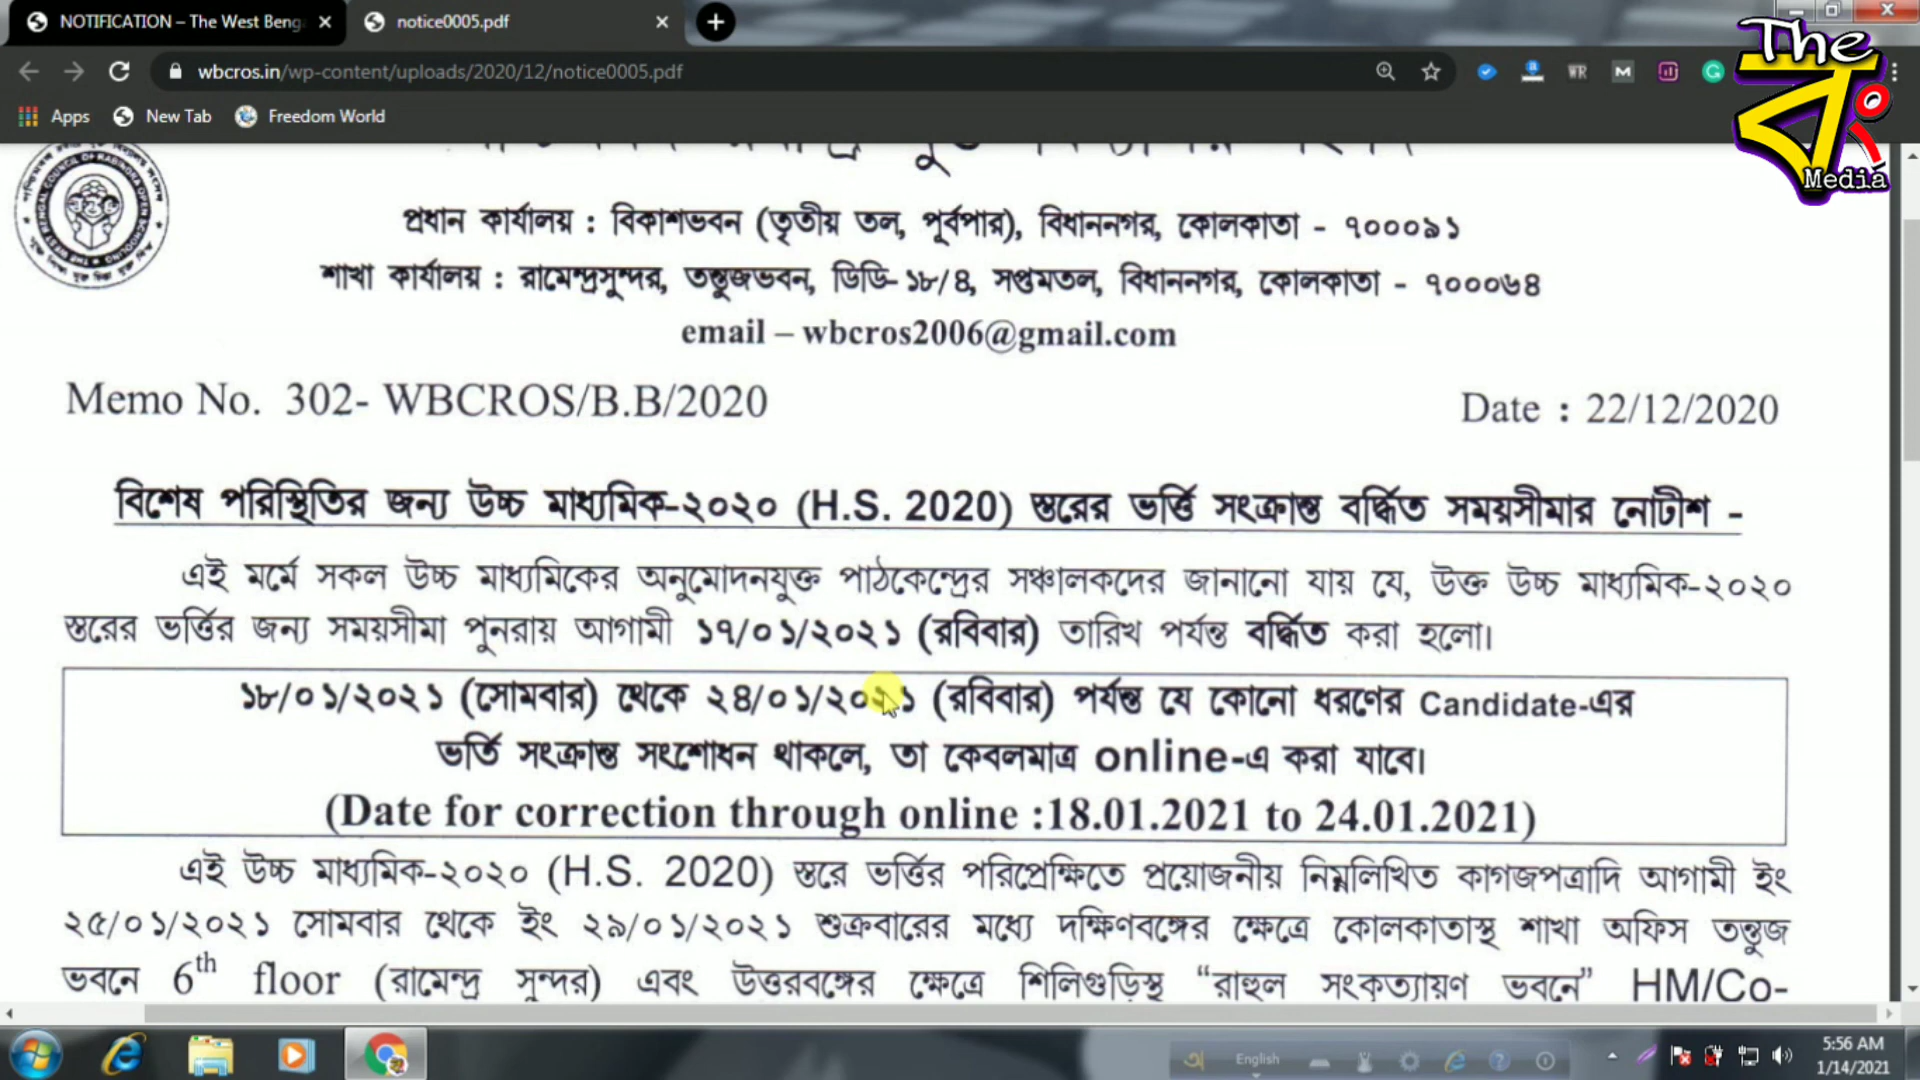 NOTIFICATION – The West Beng
notice0005.pdf
wbcros.in/wp-content/uploads/2020/12/notice0005.pdf
WR
Apps
New Tab
Freedom World
The
বং
Media
প্রধান কার্যালয় : বিকাশভবন (তৃতীয় তল, পূর্বপার), বিধাননগর, কোলকাতা - ৭০০০৯১
শাখা কার্যালয় : রামেন্দ্রসুন্দর, তন্তুজভবন, ডিডি- ১৮/৪, সপ্তমতল, বিধাননগর, কোলকাতা - ৭০০০৬৪
email – wbcros2006@gmail.com
Memo No. 302- WBCROS/B.B/2020
Date : 22/12/2020
বিশেষ পরিস্থিতির জন্য উচ্চ মাধ্যমিক-২০২০ (H.S. 2020) স্তরের ভর্ত্তি সংক্রান্ত বর্দ্ধিত সময়সীমার নোটীশ -
এই মর্মে সকল উচ্চ মাধ্যমিকের অনুমোদনযুক্ত পাঠকেন্দ্রের সঞ্চালকদের জানানো যায় যে, উক্ত উচ্চ মাধ্যমিক-২০২০
স্তরের ভর্ত্তির জন্য সময়সীমা পুনরায় আগামী ১৭/০১/২০২১ (রবিবার) তারিখ পর্যন্ত বর্দ্ধিত করা হলো।
১৮/০১/২০২১ (সোমবার) থেকে ২৪/০১/২০২১ (রবিবার) পর্যন্ত যে কোনো ধরণের Candidate-এর
ভর্তি সংক্রান্ত সংশোধন থাকলে, তা কেবলমাত্র online-এ করা যাবে।
(Date for correction through online :18.01.2021 to 24.01.2021)
এই উচ্চ মাধ্যমিক-২০২০ (H.S. 2020) স্তরে ভর্ত্তির পরিপ্রেক্ষিতে প্রয়োজনীয় নিম্নলিখিত কাগজপত্রাদি আগামী ইং
২৫/০১/২০২১ সোমবার থেকে ইং ২৯/০১/২০২১ শুক্রবারের মধ্যে দক্ষিণবঙ্গের ক্ষেত্রে কোলকাতাস্থ শাখা অফিস তন্তুজ
ভবনে 6th floor (রামেন্দ্র সুন্দর) এবং উত্তরবঙ্গের ক্ষেত্রে শিলিগুড়িস্থ “রাহুল সংকৃত্যায়ণ ভবনে” HM/Co-
English
5:56 AM
1/14/2021